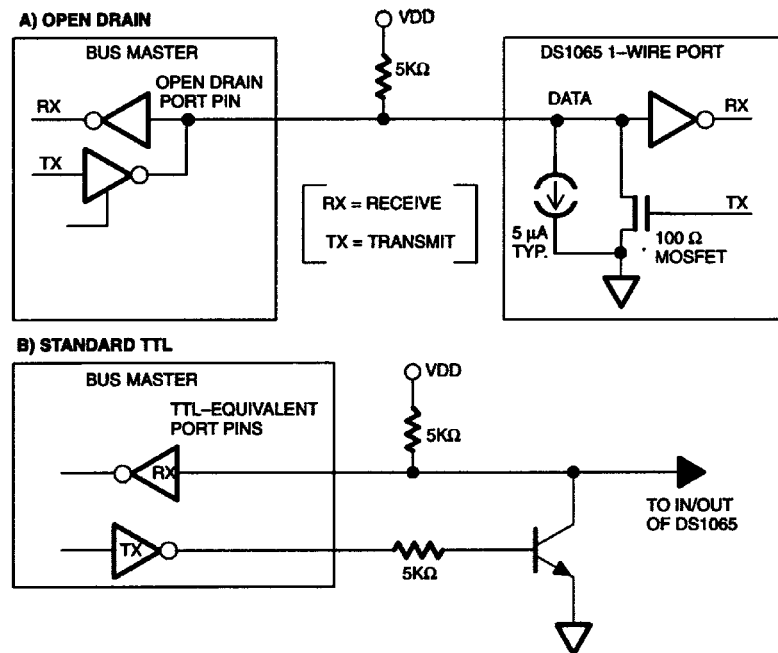 A) OPEN DRAIN
BUS MASTER
OPEN DRAIN
PORT PIN
RX
TX
VDD
5KΩ
RX = RECEIVE
TX = TRANSMIT
DS1065 1–WIRE PORT
DATA
RX
TX
5 μA
TYP.
100 Ω
MOSFET
B) STANDARD TTL
BUS MASTER
TTL–EQUIVALENT
PORT PINS
RX
TX
VDD
5KΩ
5KΩ
TO IN/OUT
OF DS1065